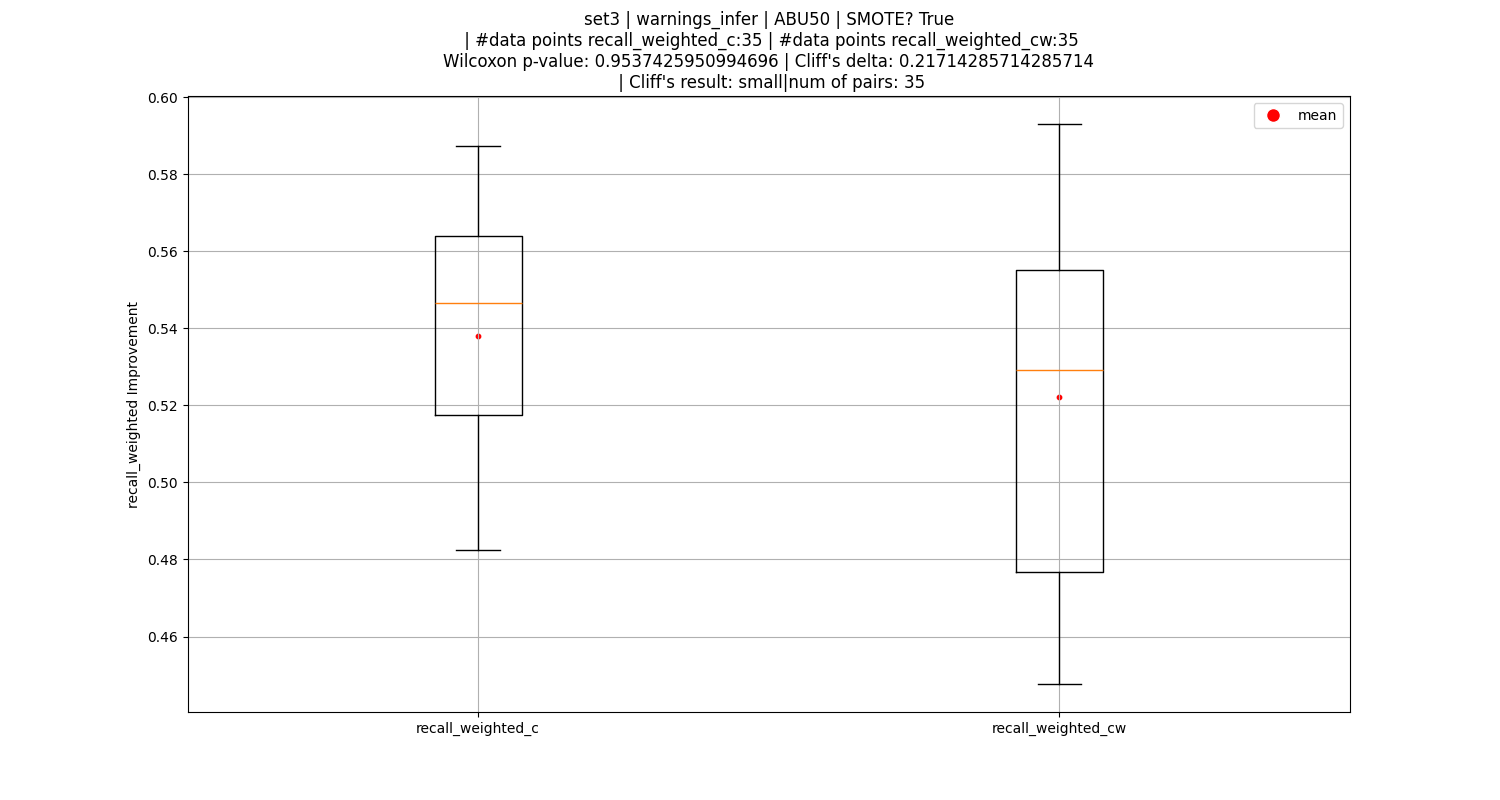 set3 | warnings_infer | ABU50 | SMOTE? True
| #data points recall_weighted_c:35 | #data points recall_weighted_cw:35
Wilcoxon p-value: 0.9537425950994696 | Cliff's delta: 0.21714285714285714
| Cliff's result: small|num of pairs: 35
mean
recall_weighted Improvement
0.60
0.58
0.56
0.54
0.52
0.50
0.48
0.46
recall_weighted_c
recall_weighted_cw